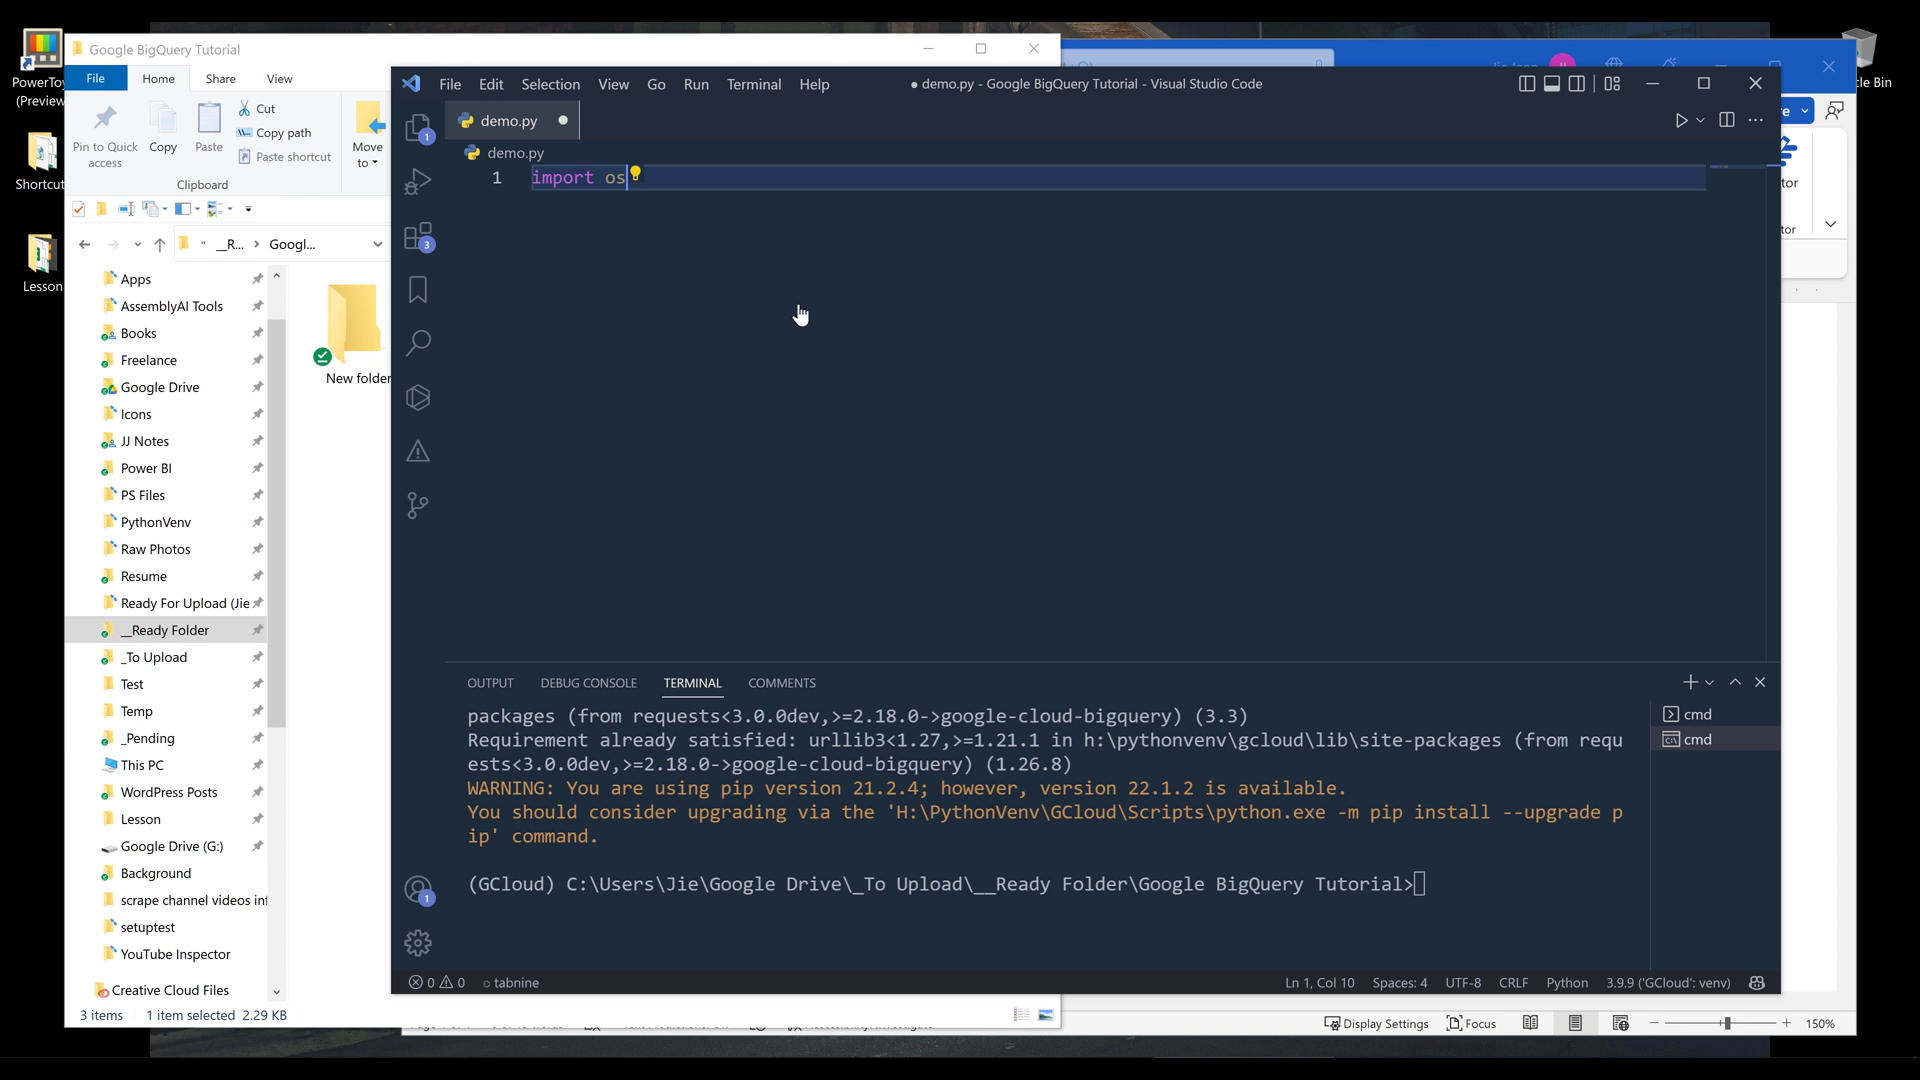 PowerToy
(Preview
Shortcut
Lesson
Google BigQuery Tutorial
File
Home
Share
View
Pin to Quick
access
Copy
Paste
Cut
Copy path
Paste shortcut
Move
to
Clipboard
__R...
Googl...
Apps
AssemblyAI Tools
Books
Freelance
Google Drive
Icons
JJ Notes
Power BI
PS Files
PythonVenv
Raw Photos
Resume
Ready For Upload (Jie
__Ready Folder
_To Upload
Test
Temp
_Pending
This PC
WordPress Posts
Lesson
Google Drive (G:)
Background
scrape channel videos inf
setuptest
YouTube Inspector
Creative Cloud Files
New folder
3 items
1 item selected 2.29 KB
File Edit Selection View Go Run Terminal Help
● demo.py - Google BigQuery Tutorial - Visual Studio Code
demo.py
demo.py
1 import os
1
3
OUTPUT DEBUG CONSOLE TERMINAL COMMENTS
packages (from requests<3.0.0dev,>=2.18.0->google-cloud-bigquery) (3.3)
Requirement already satisfied: urllib3<1.27,>=1.21.1 in h:\pythonvenv\gcloud\lib\site-packages (from requ
ests<3.0.0dev,>=2.18.0->google-cloud-bigquery) (1.26.8)
WARNING: You are using pip version 21.2.4; however, version 22.1.2 is available.
You should consider upgrading via the 'H:\PythonVenv\GCloud\Scripts\python.exe -m pip install --upgrade p
ip' command.
(GCloud) C:\Users\Jie\Google Drive\_To Upload\__Ready Folder\Google BigQuery Tutorial>
cmd
cmd
1
0 0 tabnine
Ln 1, Col 10 Spaces: 4 UTF-8 CRLF Python 3.9.9 ('GCloud': venv)
Display Settings
Focus
150%
cle Bin
tor
tor